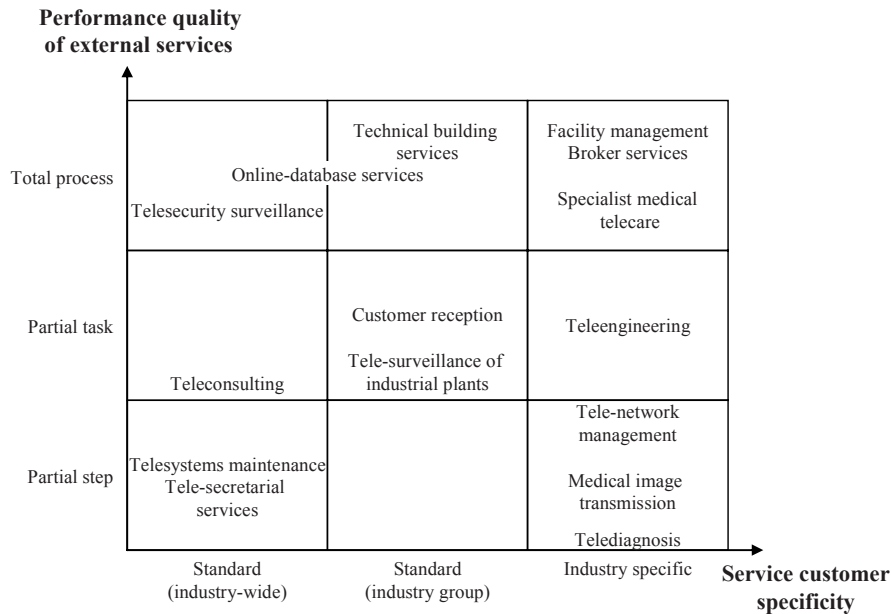 Performance quality
of external services
Total process
Technical building
services
Facility management
Broker services
Online-database services
Telesecurity surveillance
Specialist medical
telecare
Partial task
Customer reception
Teleengineering
Tele-surveillance of
industrial plants
Teleconsulting
Partial step
Telesystems maintenance
Tele-secretarial
services
Tele-network
management
Medical image
transmission
Telediagnosis
Standard
(industry-wide)
Standard
(industry group)
Industry specific
Service customer
specificity